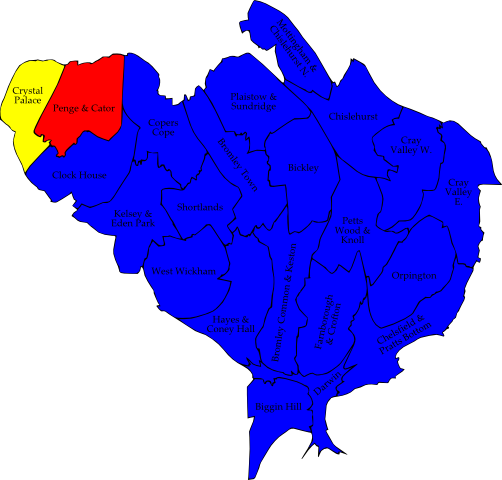 Mottingham &
Chislehurst N.
Crystal
Palace
Penge & Cator
Plaistow &
Sundridge
Chislehurst
Copers
Cope
Cray
Valley W.
Bromley Town
Bickley
Clock House
Cray
Valley
E.
Shortlands
Kelsey &
Eden Park
Petts
Wood &
Knoll
West Wickham
Orpington
Bromley Common & Keston
Farnborough
& Crofton
Hayes &
Coney Hall
Chelsfield &
Pratts Bottom
Darwin
Biggin Hill